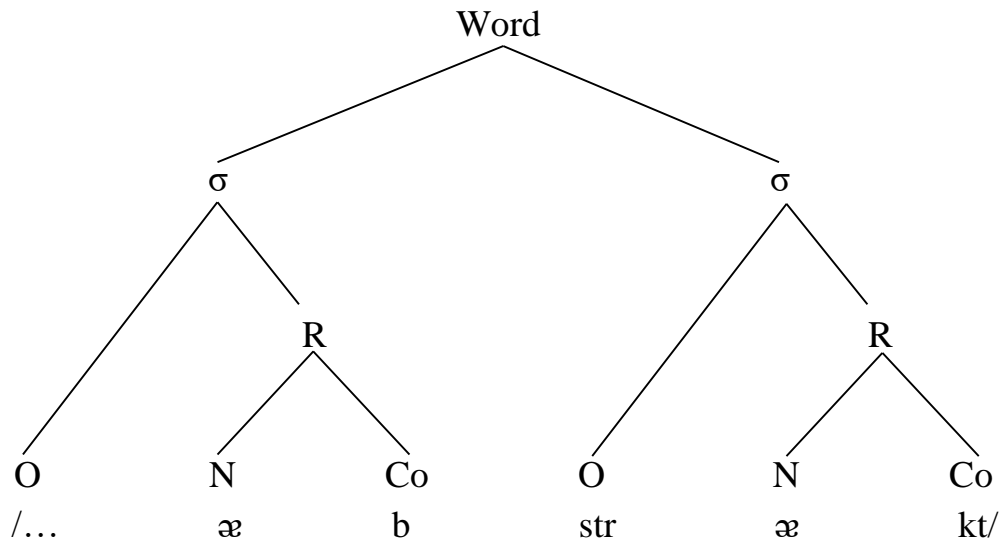 Word
σ σ
R R
O N Co O N Co
/… æ b str æ kt/